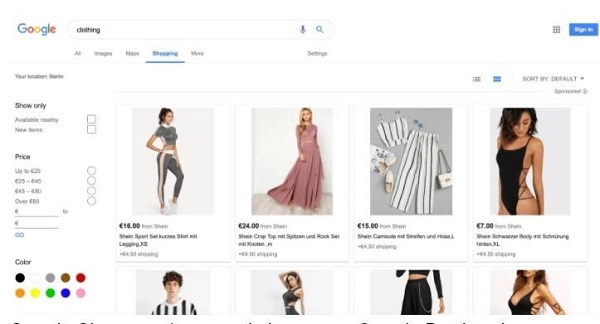 Google
clothing
Sign in
All Images Maps Shopping More Settings
Your location: Berlin
SORT BY: DEFAULT
Sponsored
Show only
Available nearby
New items
Price
Up to €25
€25 – €45
€45 – €80
Over €80
€ to
€
GO
Color
€16.00 from Shein
Shein Sport Set kurzes Shirt mit
Legging,XS
+€4.50 shipping
€24.00 from Shein
Shein Crop Top mit Spitzen und Rock Set
mit Knoten ,m
+€4.50 shipping
€15.00 from Shein
Shein Camisole mit Streifen und Hose,L
+€4.50 shipping
€7.00 from Shein
Shein Schwarzer Body mit Schnürung
hinten,XL
+€4.50 shipping